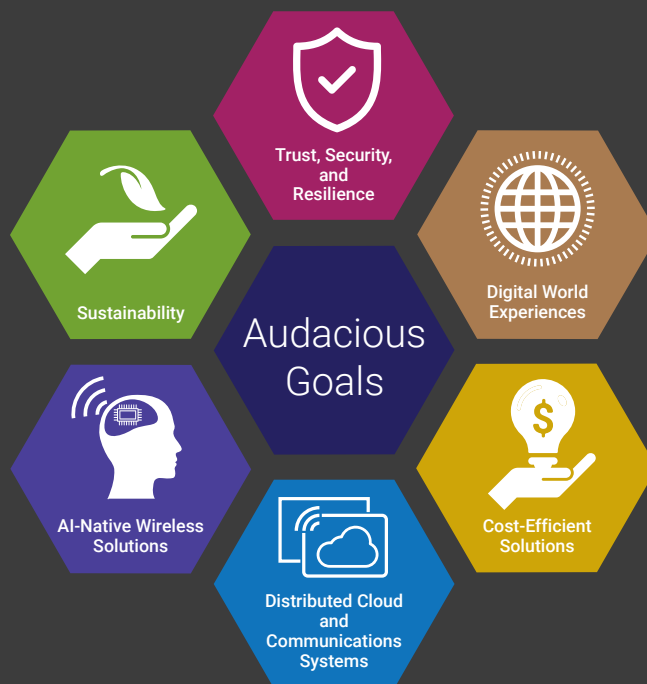 Trust, Security,
and
Resilience
Sustainability
Digital World
Experiences
Audacious
Goals
AI-Native Wireless
Solutions
$
Cost-Efficient
Solutions
Distributed Cloud
and
Communications
Systems